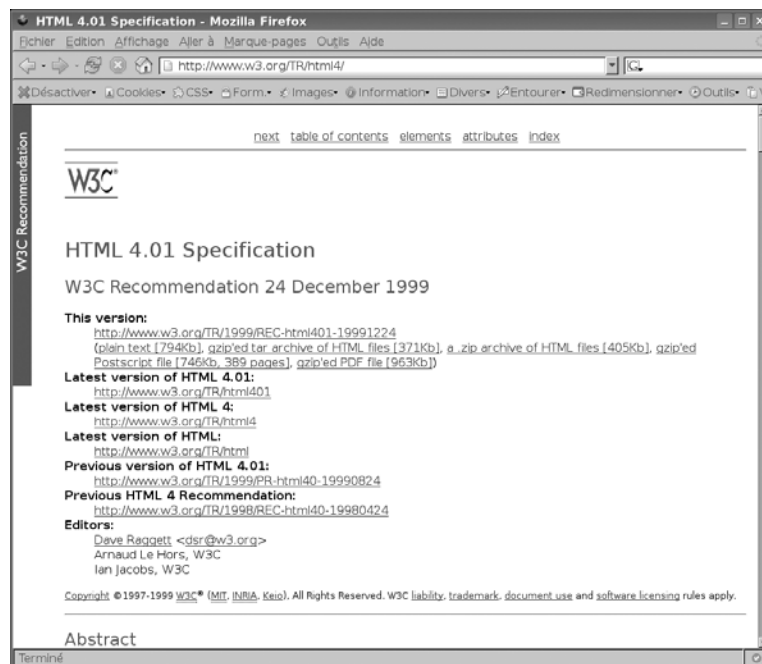 HTML 4.01 Specification - Mozilla Firefox
Fichier Edition Affichage Aller à Marque-pages Outils Aide
http://www.w3.org/TR/html4/
Désactiver Cookies CSS Form. Images Information Divers Entourer Redimensionner Outils
W3C Recommendation
next table of contents elements attributes index
W3C®
HTML 4.01 Specification
W3C Recommendation 24 December 1999
This version:
http://www.w3.org/TR/1999/REC-html401-19991224
(plain text [794Kb], gzip'ed tar archive of HTML files [371Kb], a .zip archive of HTML files [405Kb], gzip'ed
Postscript file [746Kb, 389 pages], gzip'ed PDF file [963Kb])
Latest version of HTML 4.01:
http://www.w3.org/TR/html401
Latest version of HTML 4:
http://www.w3.org/TR/html4
Latest version of HTML:
http://www.w3.org/TR/html
Previous version of HTML 4.01:
http://www.w3.org/TR/1999/PR-html40-19990824
Previous HTML 4 Recommendation:
http://www.w3.org/TR/1998/REC-html40-19980424
Editors:
Dave Raggett <dsr@w3.org>
Arnaud Le Hors, W3C
Ian Jacobs, W3C
Copyright ©1997-1999 W3C® (MIT, INRIA, Keio), All Rights Reserved. W3C liability, trademark, document use and software licensing rules apply.
Abstract
Terminé